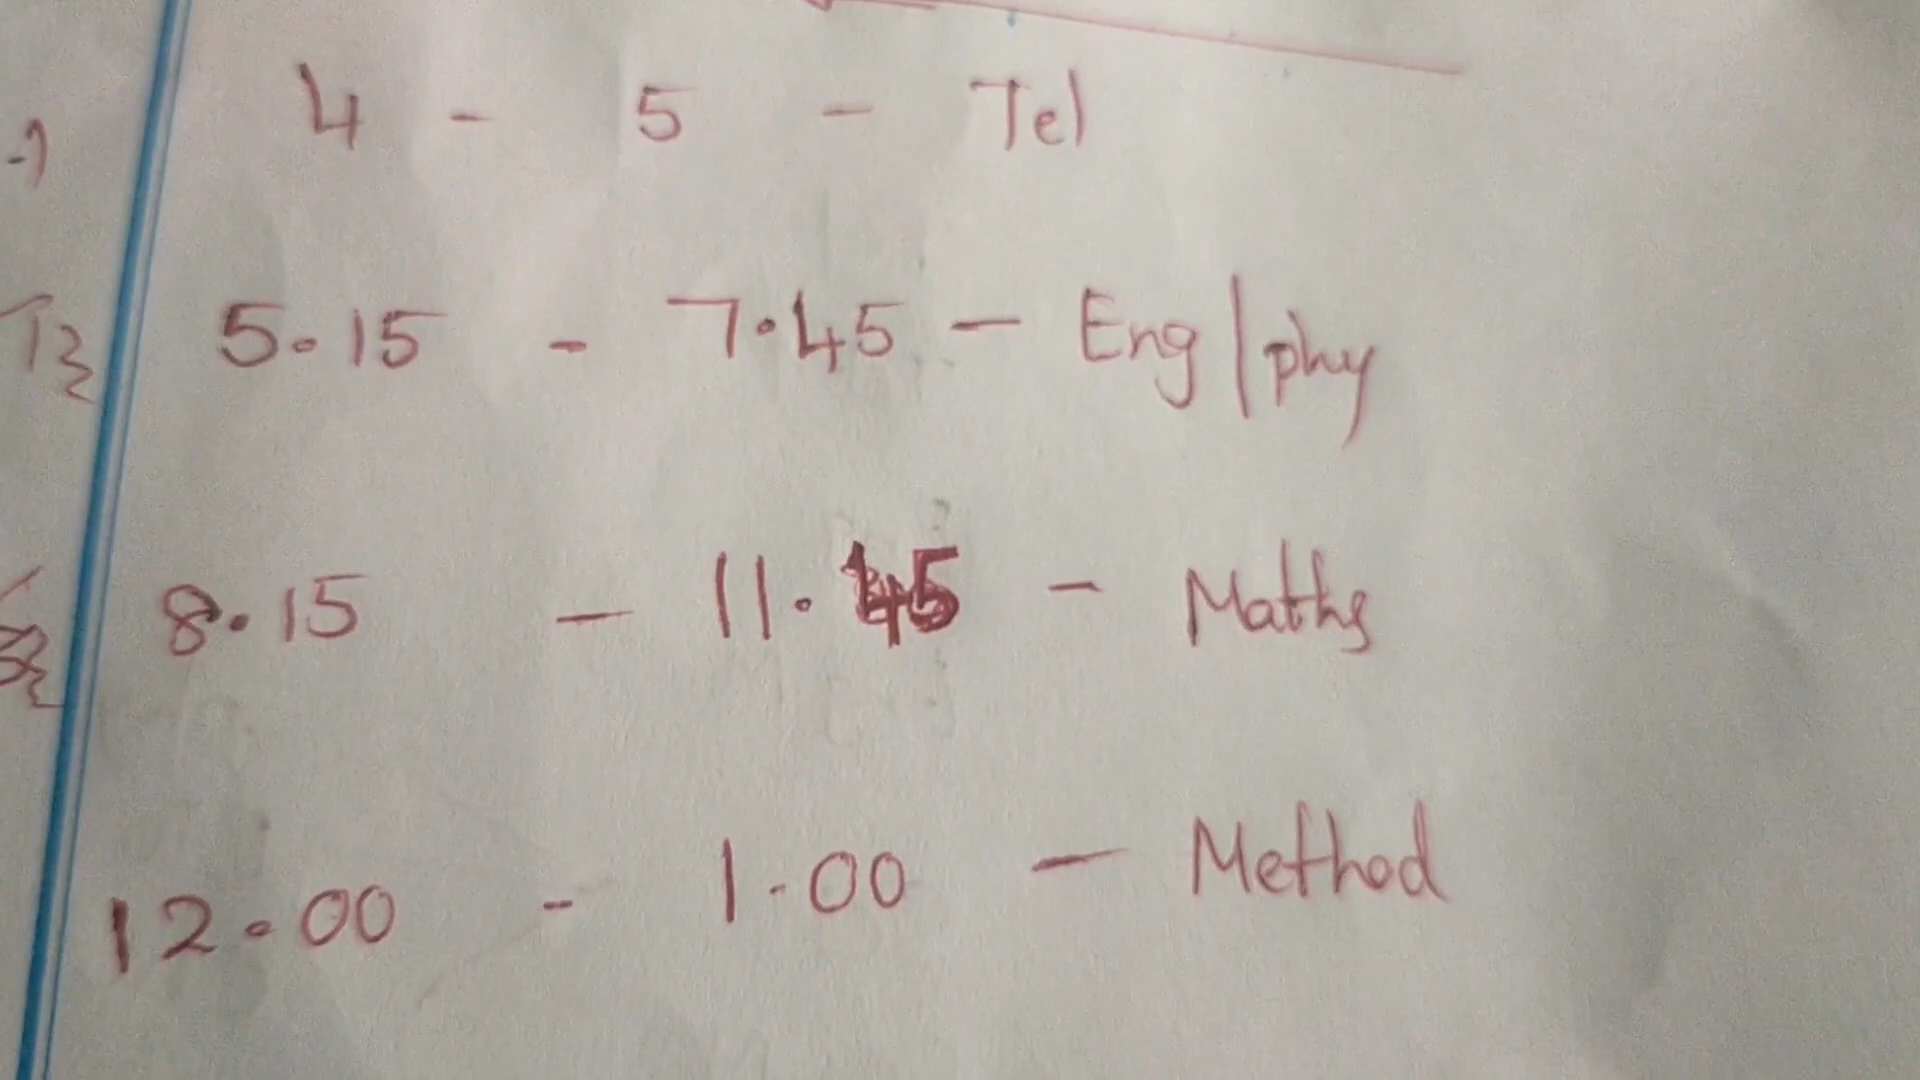 4 - 5 - Tel
5.15 - 7.45 - Eng/phy
8.15 - 11.45 - Maths
12.00 - 1.00 - Method